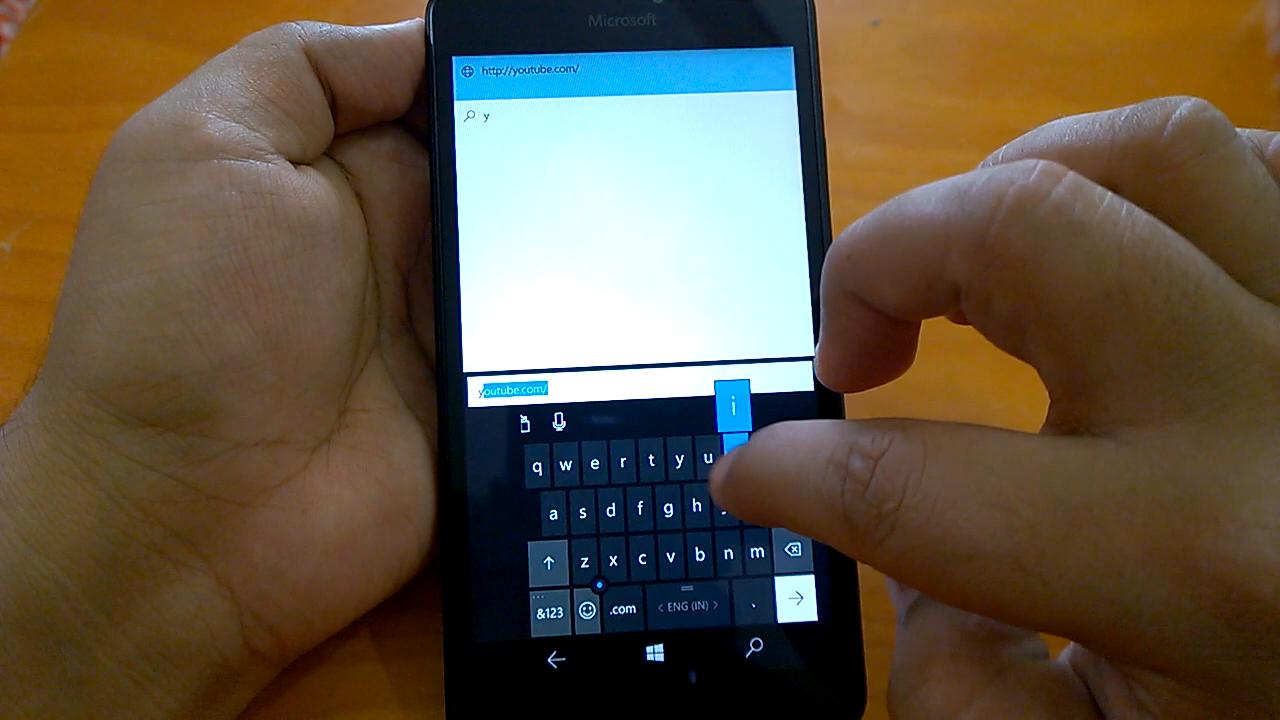 Microsoft
http://youtube.com/
y
youtube.com/
i
q w e r t y u
a s d f g h
z x c v b n m
&123 .com < ENG (IN) > .